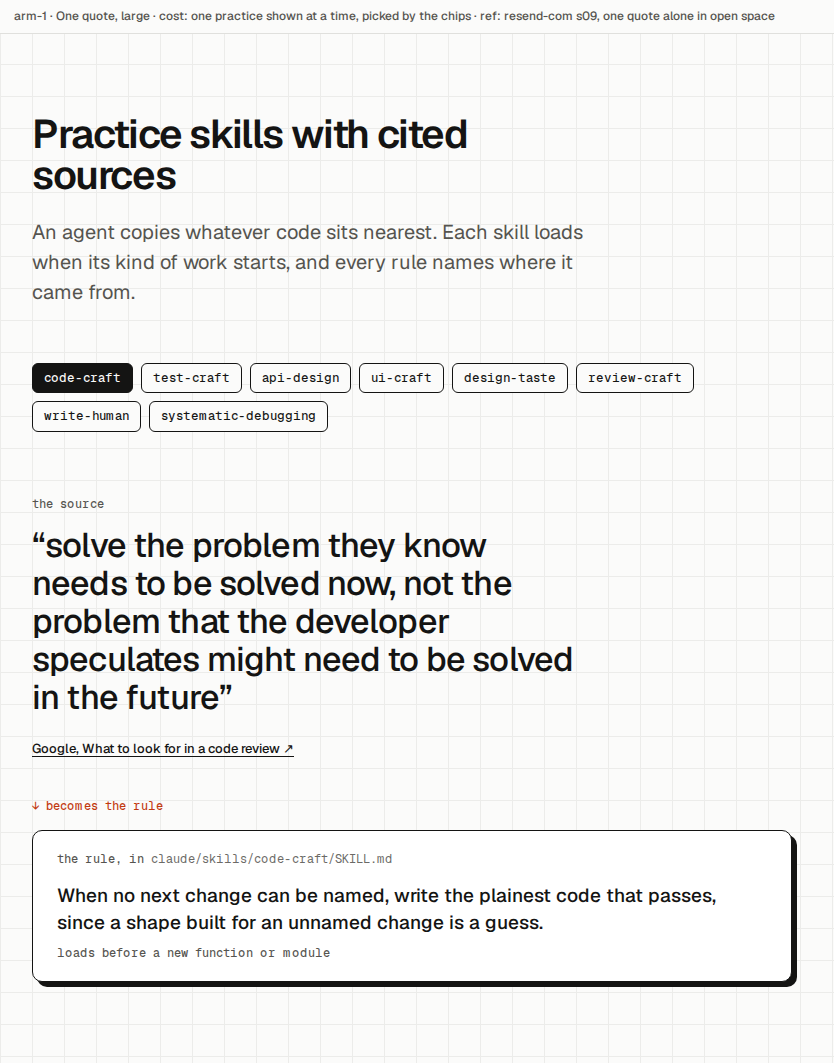 arm-1 · One quote, large · cost: one practice shown at a time, picked by the chips · ref: resend-com s09, one quote alone in open space
Practice skills with cited
sources
An agent copies whatever code sits nearest. Each skill loads
when its kind of work starts, and every rule names where it
came from.
code-craft test-craft api-design ui-craft design-taste review-craft
write-human systematic-debugging
the source
“solve the problem they know
needs to be solved now, not the
problem that the developer
speculates might need to be solved
in the future”
Google, What to look for in a code review ↗
↓ becomes the rule
the rule, in claude/skills/code-craft/SKILL.md
When no next change can be named, write the plainest code that passes,
since a shape built for an unnamed change is a guess.
loads before a new function or module